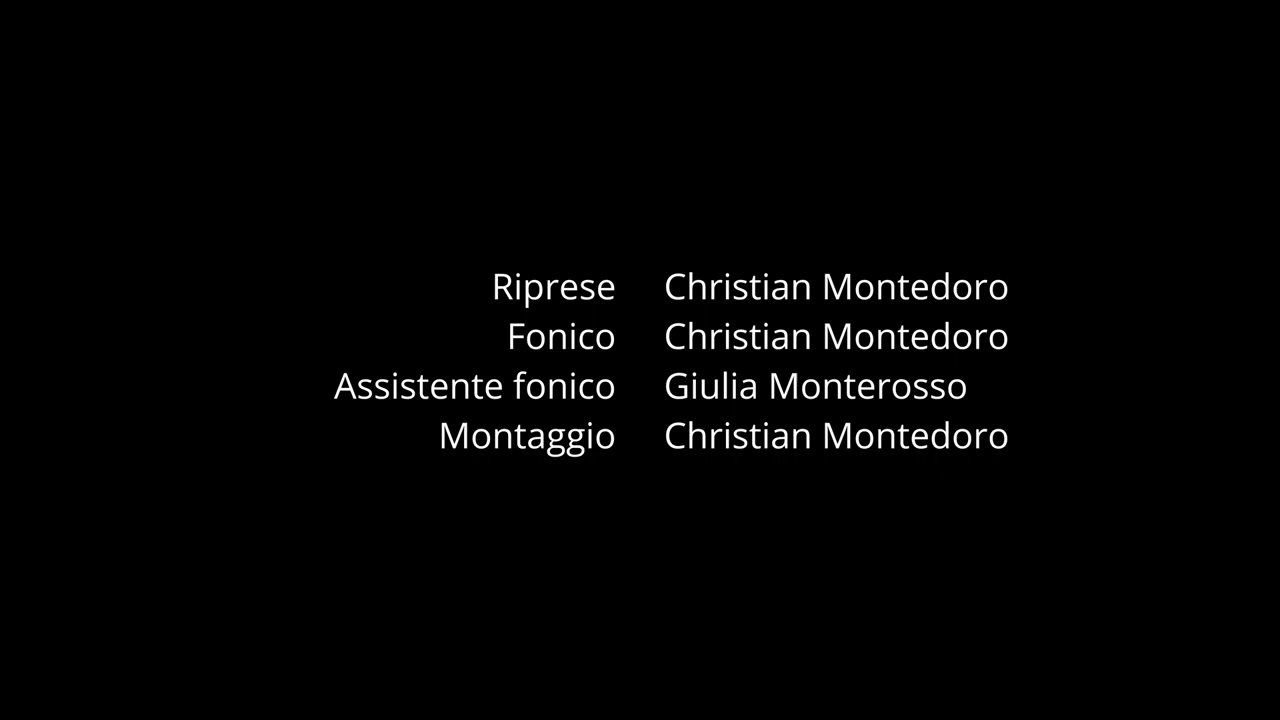 Riprese Christian Montedoro
Fonico Christian Montedoro
Assistente fonico Giulia Monterosso
Montaggio Christian Montedoro